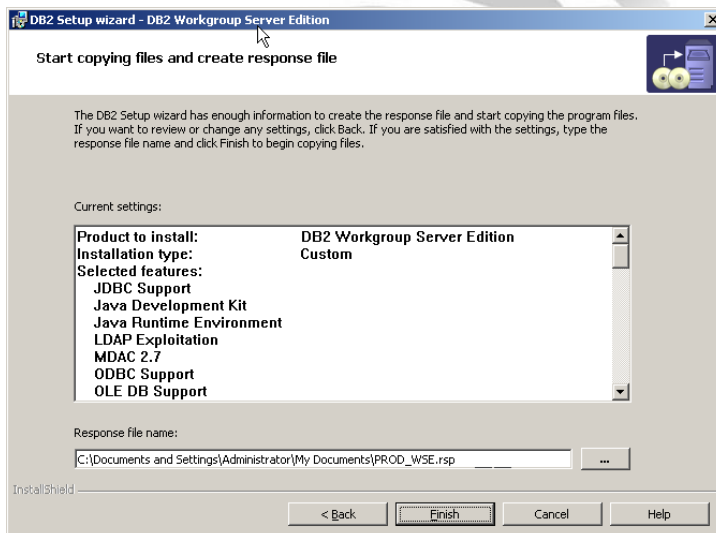 DB2 Setup wizard - DB2 Workgroup Server Edition
Start copying files and create response file
The DB2 Setup wizard has enough information to create the response file and start copying the program files.
If you want to review or change any settings, click Back. If you are satisfied with the settings, type the
response file name and click Finish to begin copying files.
Current settings:
Product to install: DB2 Workgroup Server Edition
Installation type: Custom
Selected features:
JDBC Support
Java Development Kit
Java Runtime Environment
LDAP Exploitation
MDAC 2.7
ODBC Support
OLE DB Support
Response file name:
C:\Documents and Settings\Administrator\My Documents\PROD_WSE.rsp ...
InstallShield
< Back Finish Cancel Help